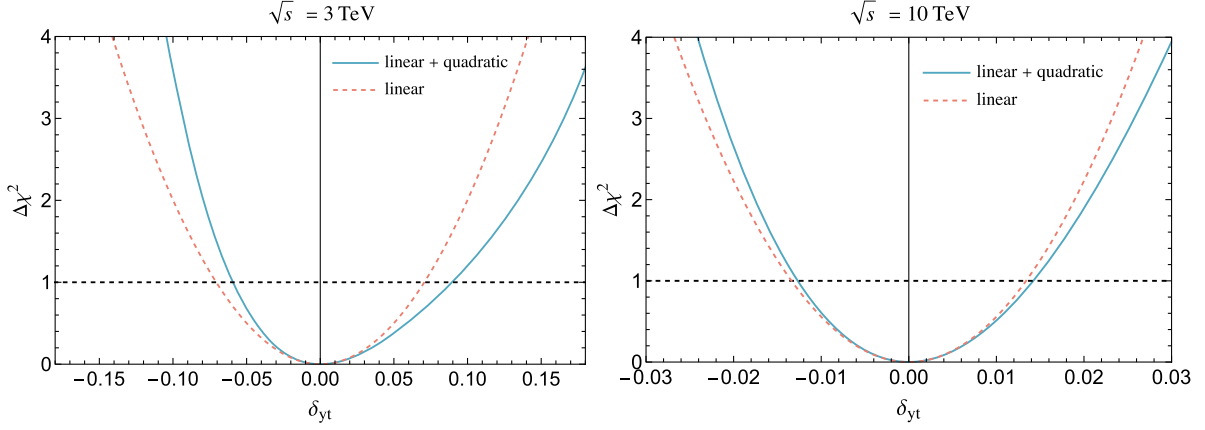 √s = 3 TeV
4
3
2
1
0
Δχ²
linear + quadratic
linear
−0.15 −0.10 −0.05 0.00 0.05 0.10 0.15
δyt
√s = 10 TeV
4
3
2
1
0
Δχ²
linear + quadratic
linear
−0.03 −0.02 −0.01 0.00 0.01 0.02 0.03
δyt